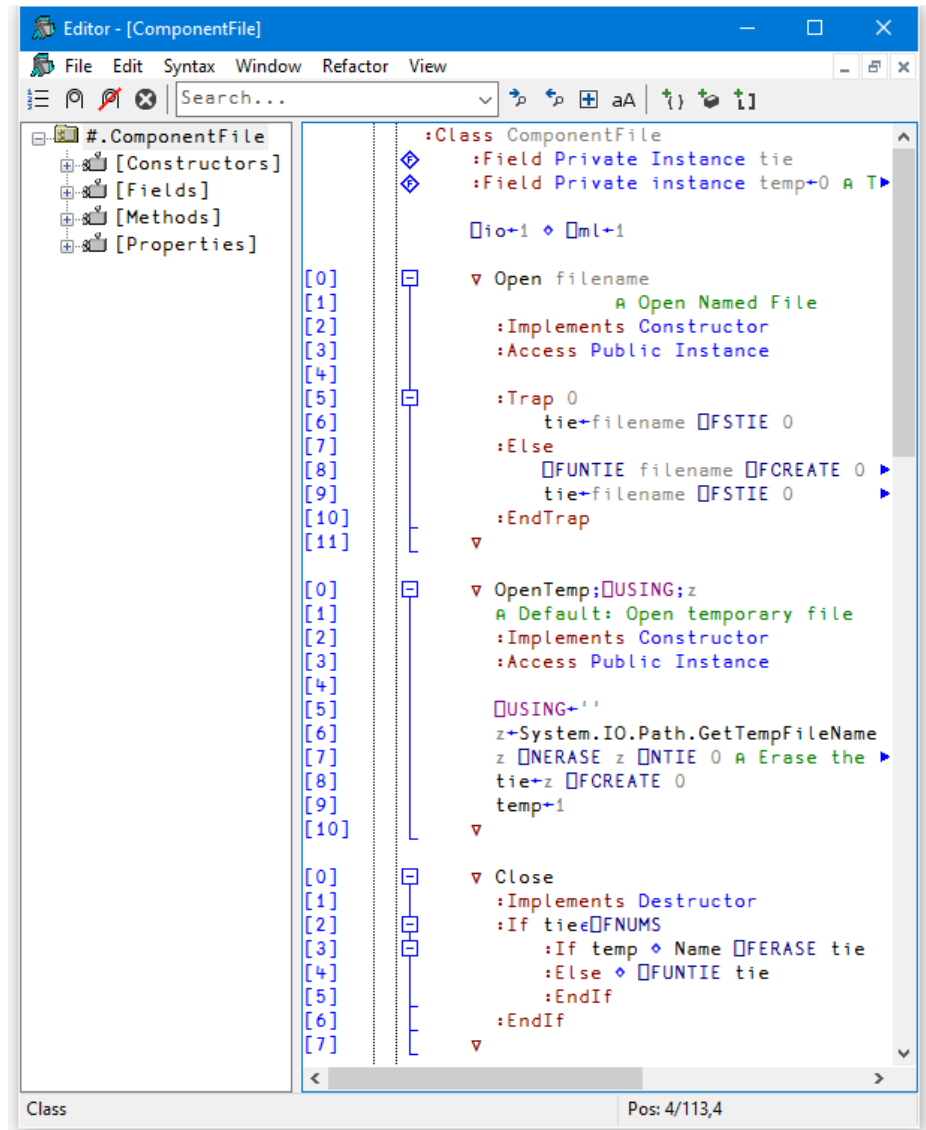 Editor - [ComponentFile]
File Edit Syntax Window Refactor View
Search... aA
#.ComponentFile
[Constructors]
[Fields]
[Methods]
[Properties]
:Class ComponentFile
:Field Private Instance tie
:Field Private instance temp←0 ⍝ T
⎕io←1 ⋄ ⎕ml←1
[0] ∇ Open filename
[1] ⍝ Open Named File
[2] :Implements Constructor
[3] :Access Public Instance
[4]
[5] :Trap 0
[6] tie←filename ⎕FSTIE 0
[7] :Else
[8] ⎕FUNTIE filename ⎕FCREATE 0
[9] tie←filename ⎕FSTIE 0
[10] :EndTrap
[11] ∇
[0] ∇ OpenTemp;⎕USING;z
[1] ⍝ Default: Open temporary file
[2] :Implements Constructor
[3] :Access Public Instance
[4]
[5] ⎕USING←''
[6] z←System.IO.Path.GetTempFileName
[7] z ⎕NERASE z ⎕NTIE 0 ⍝ Erase the
[8] tie←z ⎕FCREATE 0
[9] temp←1
[10] ∇
[0] ∇ Close
[1] :Implements Destructor
[2] :If tie∊⎕FNUMS
[3] :If temp ⋄ Name ⎕FERASE tie
[4] :Else ⋄ ⎕FUNTIE tie
[5] :EndIf
[6] :EndIf
[7] ∇
Class Pos: 4/113,4